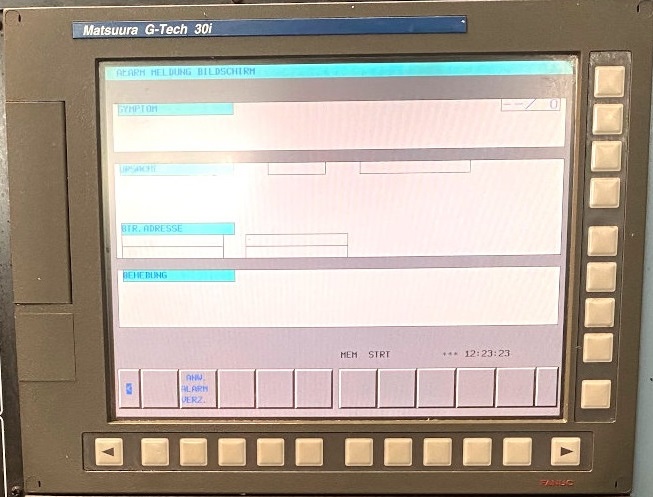 Matsuura G-Tech 30i
ALARM MELDUNG BILDSCHIRM
SYMPTOM
--/ 0
URSACHE
BTR.ADRESSE
BEHEBUNG
MEM STRT *** 12:23:23
<
ANW.
ALARM
VERZ.
FANUC